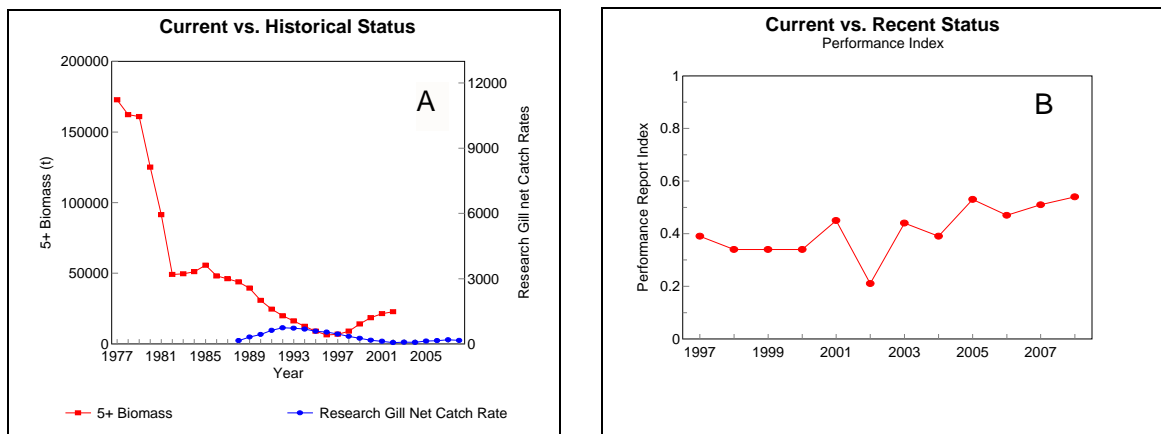 Current vs. Historical Status
A
200000
150000
100000
50000
0
5+ Biomass (t)
12000
9000
6000
3000
0
Research Gill net Catch Rates
1977 1981 1985 1989 1993 1997 2001 2005
Year
5+ Biomass Research Gill Net Catch Rate
Current vs. Recent Status
Performance Index
B
1
0.8
0.6
0.4
0.2
0
Performance Report Index
1997 1999 2001 2003 2005 2007